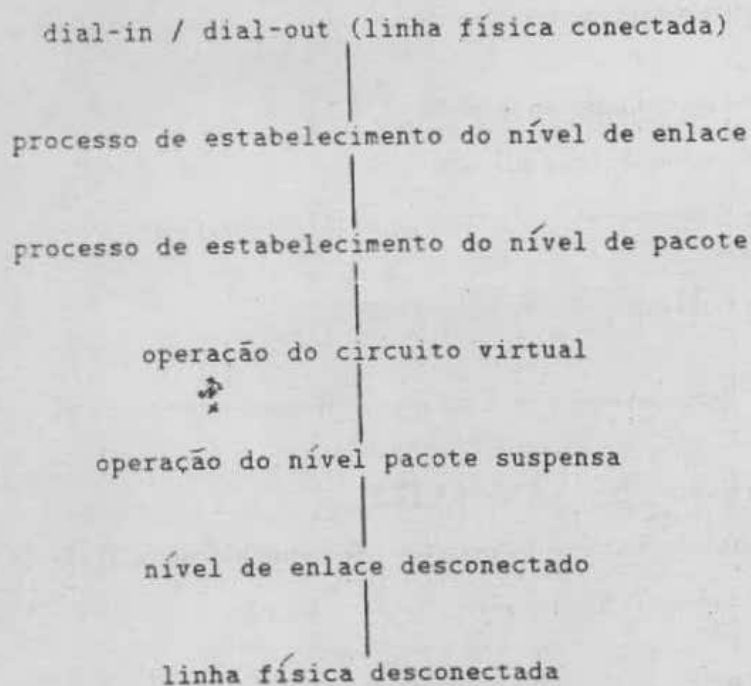 dial-in / dial-out (linha física conectada)
processo de estabelecimento do nível de enlace
processo de estabelecimento do nível de pacote
operação do circuito virtual
operação do nível pacote suspensa
nível de enlace desconectado
linha física desconectada